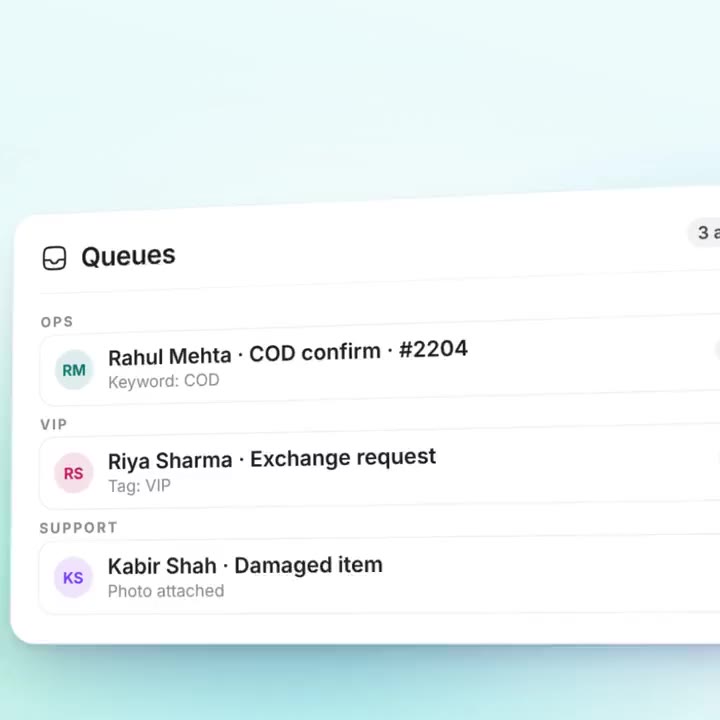 Queues
3
OPS
RM
Rahul Mehta · COD confirm · #2204
Keyword: COD
VIP
RS
Riya Sharma · Exchange request
Tag: VIP
SUPPORT
KS
Kabir Shah · Damaged item
Photo attached